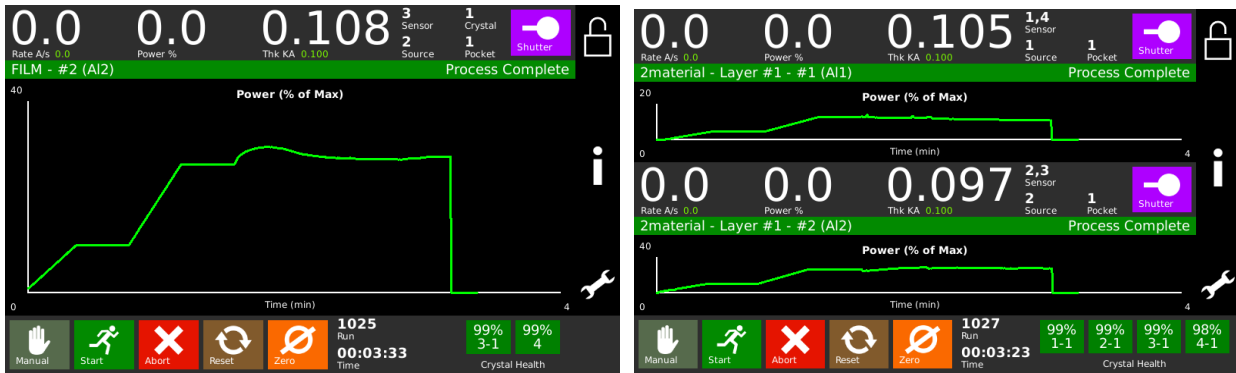 0.0 0.0 0.108 3 1
Sensor Crystal
2 1
Rate A/s 0.0 Power % Thk KA 0.100 Source Pocket Shutter
FILM - #2 (Al2) Process Complete
40
Power (% of Max)
0 Time (min) 4
Manual Start Abort Reset Zero
1025
Run
00:03:33
Time
99% 99%
3-1 4
Crystal Health
0.0 0.0 0.105 1,4
Sensor
1 1
Rate A/s 0.0 Power % Thk KA 0.100 Source Pocket Shutter
2material - Layer #1 - #1 (Al1) Process Complete
20
Power (% of Max)
Time (min)
0 4
0.0 0.0 0.097 2,3
Sensor
2 1
Rate A/s 0.0 Power % Thk KA 0.100 Source Pocket Shutter
2material - Layer #1 - #2 (Al2) Process Complete
40
Power (% of Max)
0 Time (min) 4
Manual Start Abort Reset Zero
1027
Run
00:03:23
Time
99% 99% 99% 98%
1-1 2-1 3-1 4-1
Crystal Health